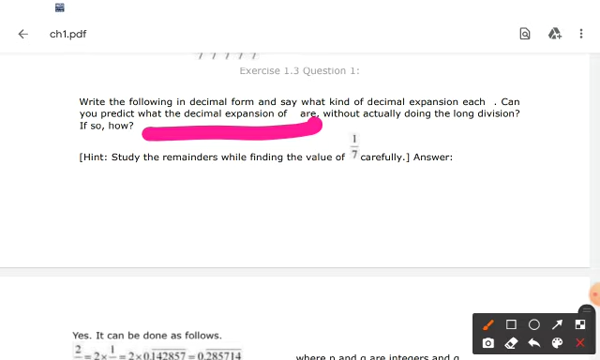 ch1.pdf
Exercise 1.3 Question 1:
Write the following in decimal form and say what kind of decimal expansion each . Can
you predict what the decimal expansion of are, without actually doing the long division?
If so, how?
[Hint: Study the remainders while finding the value of 1/7 carefully.] Answer:
Yes. It can be done as follows.
2/ = 2× 1/ = 2×0.142857 = 0.285714
where p and q are integers and q